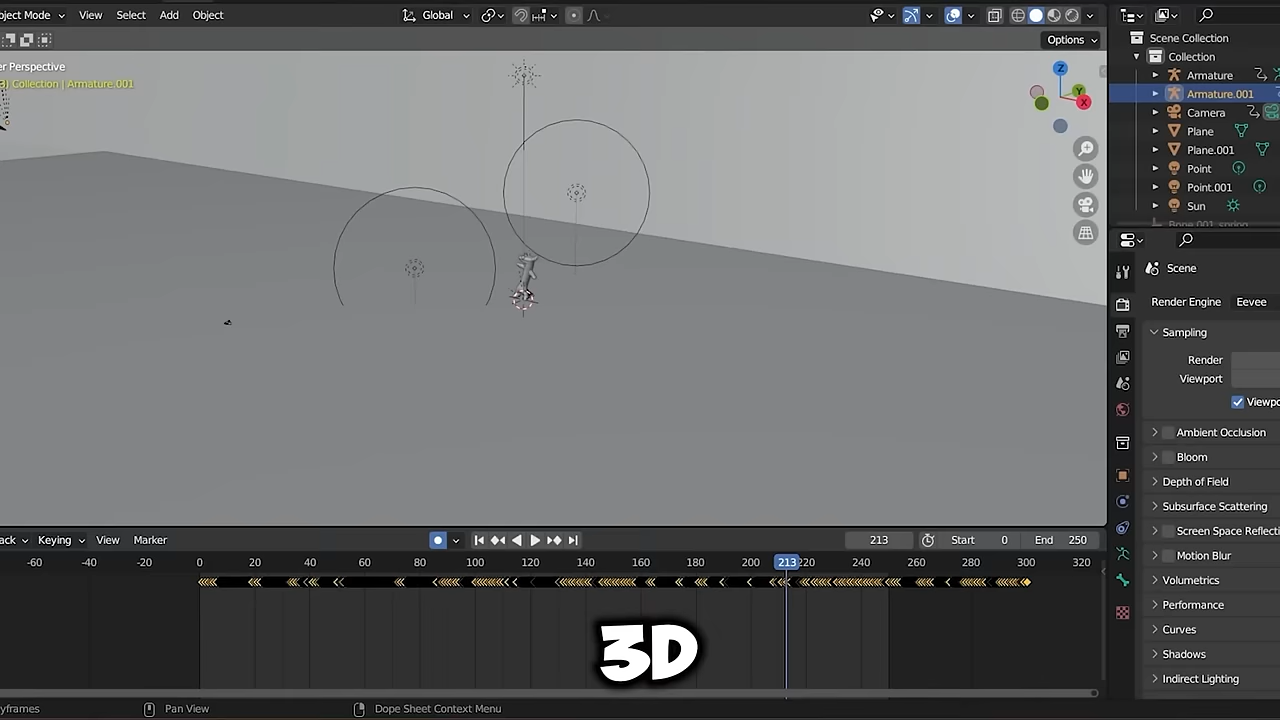 ject Mode View Select Add Object Global
Options
er Perspective
) Collection | Armature.001
Z
Y
X
Scene Collection
Collection
Armature
Armature.001
Camera
Plane
Plane.001
Point
Point.001
Sun
Bone.001_spring
Scene
Render Engine Eevee
Sampling
Render
Viewport
Viewpo
Ambient Occlusion
Bloom
Depth of Field
Subsurface Scattering
Screen Space Reflecti
Motion Blur
Volumetrics
Performance
Curves
Shadows
Indirect Lighting
ack Keying View Marker 213 Start 0 End 250
-60 -40 -20 0 20 40 60 80 100 120 140 160 180 200 213 220 240 260 280 300 320
3D
yframes Pan View Dope Sheet Context Menu